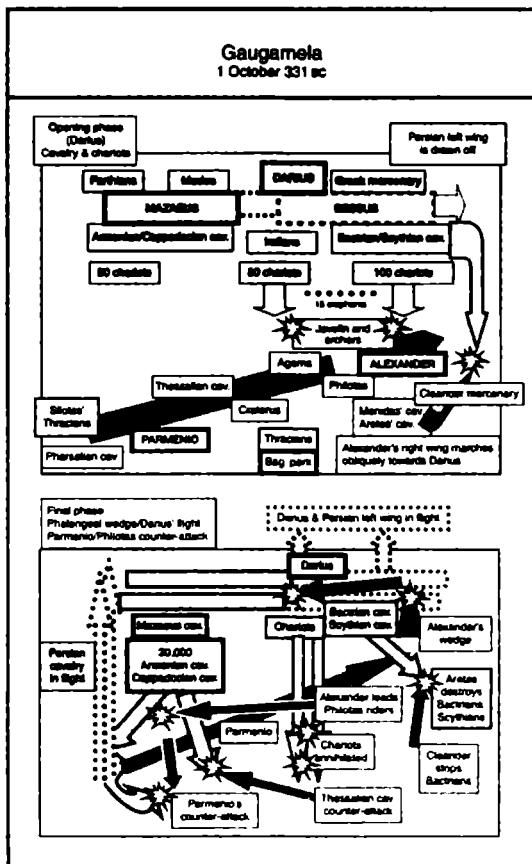 Gaugamela
1 October 331 BC
Opening phase
(Darius)
Cavalry & chariots
Persian left wing
is drawn off
Parthians
Medes
DARIUS
Greek mercenary
MAZAEUS
BESSUS
Armenian/Cappadocian cav.
Indians
Bactrian/Scythian cav.
50 chariots
50 chariots
100 chariots
15 elephants
Javelin and
archers
Agema
ALEXANDER
Thessalian cav.
Philotas
Cleander mercenary
Sitotas'
Thracians
Craterus
Menidas' cav.
Aretes' cav.
PARMENIO
Thracians
Pharsalian cav.
Bag. pers
Alexander's right wing marches
obliquely towards Darius
Final phase
Phalangeal wedge/Darius' flight
Parmenio/Philotas counter-attack
Darius & Persian left wing in flight
Darius
Mazaeus cav.
Chariots
Bactrian cav.
Scythian cav.
Alexander's
wedge
Persian
cavalry
in flight
30,000
Armenian cav.
Cappadocian cav.
Aretes
destroys
Bactrians
Scythians
Alexander leads
Philotas riders
Parmenio
Chariots
annihilated
Cleander
stops
Bactrians
Parmenio's
counter-attack
Thessalian cav
counter-attack